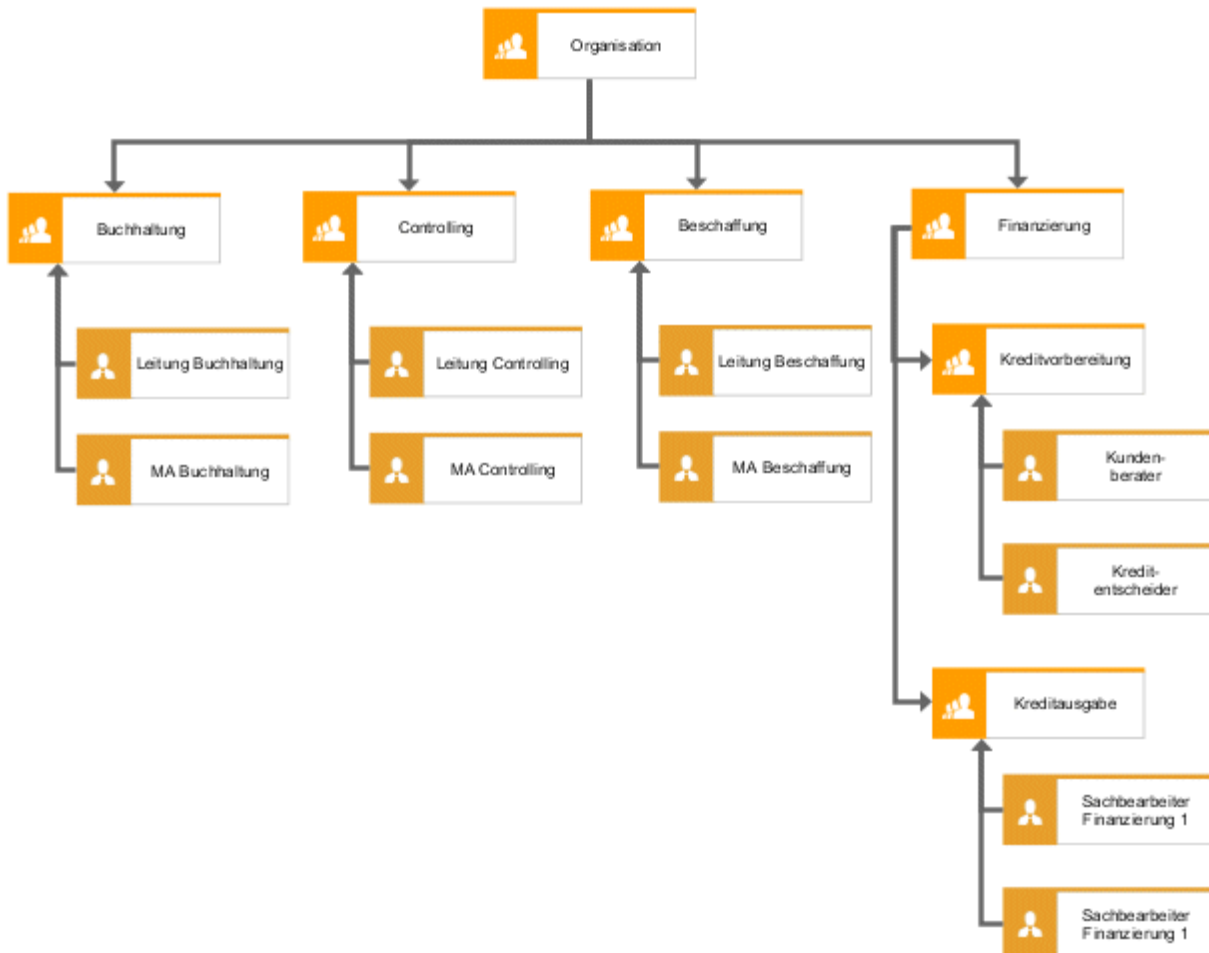 Organisation
Buchhaltung
Controlling
Beschaffung
Finanzierung
Leitung Buchhaltung
Leitung Controlling
Leitung Beschaffung
Kreditvorbereitung
MA Buchhaltung
MA Controlling
MA Beschaffung
Kunden-
berater
Kredit-
entscheider
Kreditausgabe
Sachbearbeiter
Finanzierung 1
Sachbearbeiter
Finanzierung 1